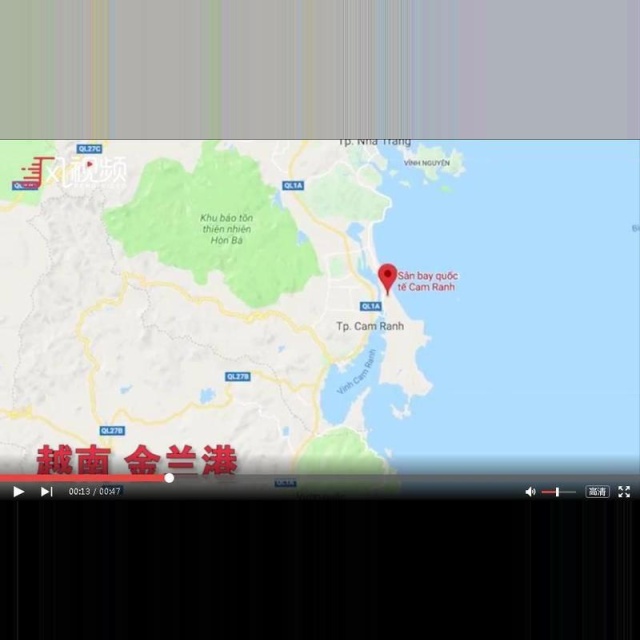 QL27C
Tp. Nha Trang
VĨNH NGUYÊN
风视频
QL1A
Khu bảo tồn
thiên nhiên
Hòn Bà
Sân bay quốc
tế Cam Ranh
QL1A
Tp. Cam Ranh
Vịnh Cam Ranh
QL27B
QL27B
越南 金兰港
QL1A
00:13 / 00:47
高清